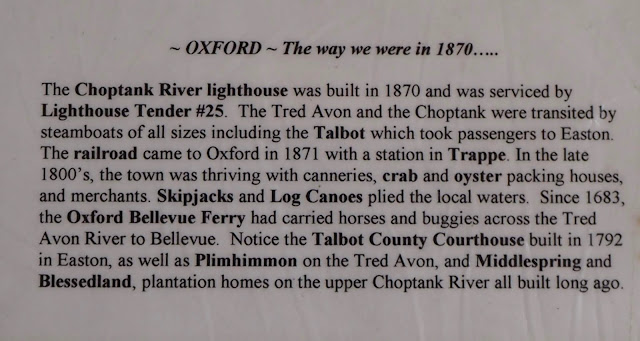 ~ OXFORD ~ The way we were in 1870…..
The Choptank River lighthouse was built in 1870 and was serviced by
Lighthouse Tender #25.  The Tred Avon and the Choptank were transited by
steamboats of all sizes including the Talbot which took passengers to Easton.
The railroad came to Oxford in 1871 with a station in Trappe. In the late
1800’s, the town was thriving with canneries, crab and oyster packing houses,
and merchants. Skipjacks and Log Canoes plied the local waters.  Since 1683,
the Oxford Bellevue Ferry had carried horses and buggies across the Tred
Avon River to Bellevue.  Notice the Talbot County Courthouse built in 1792
in Easton, as well as Plimhimmon on the Tred Avon, and Middlespring and
Blessedland, plantation homes on the upper Choptank River all built long ago.